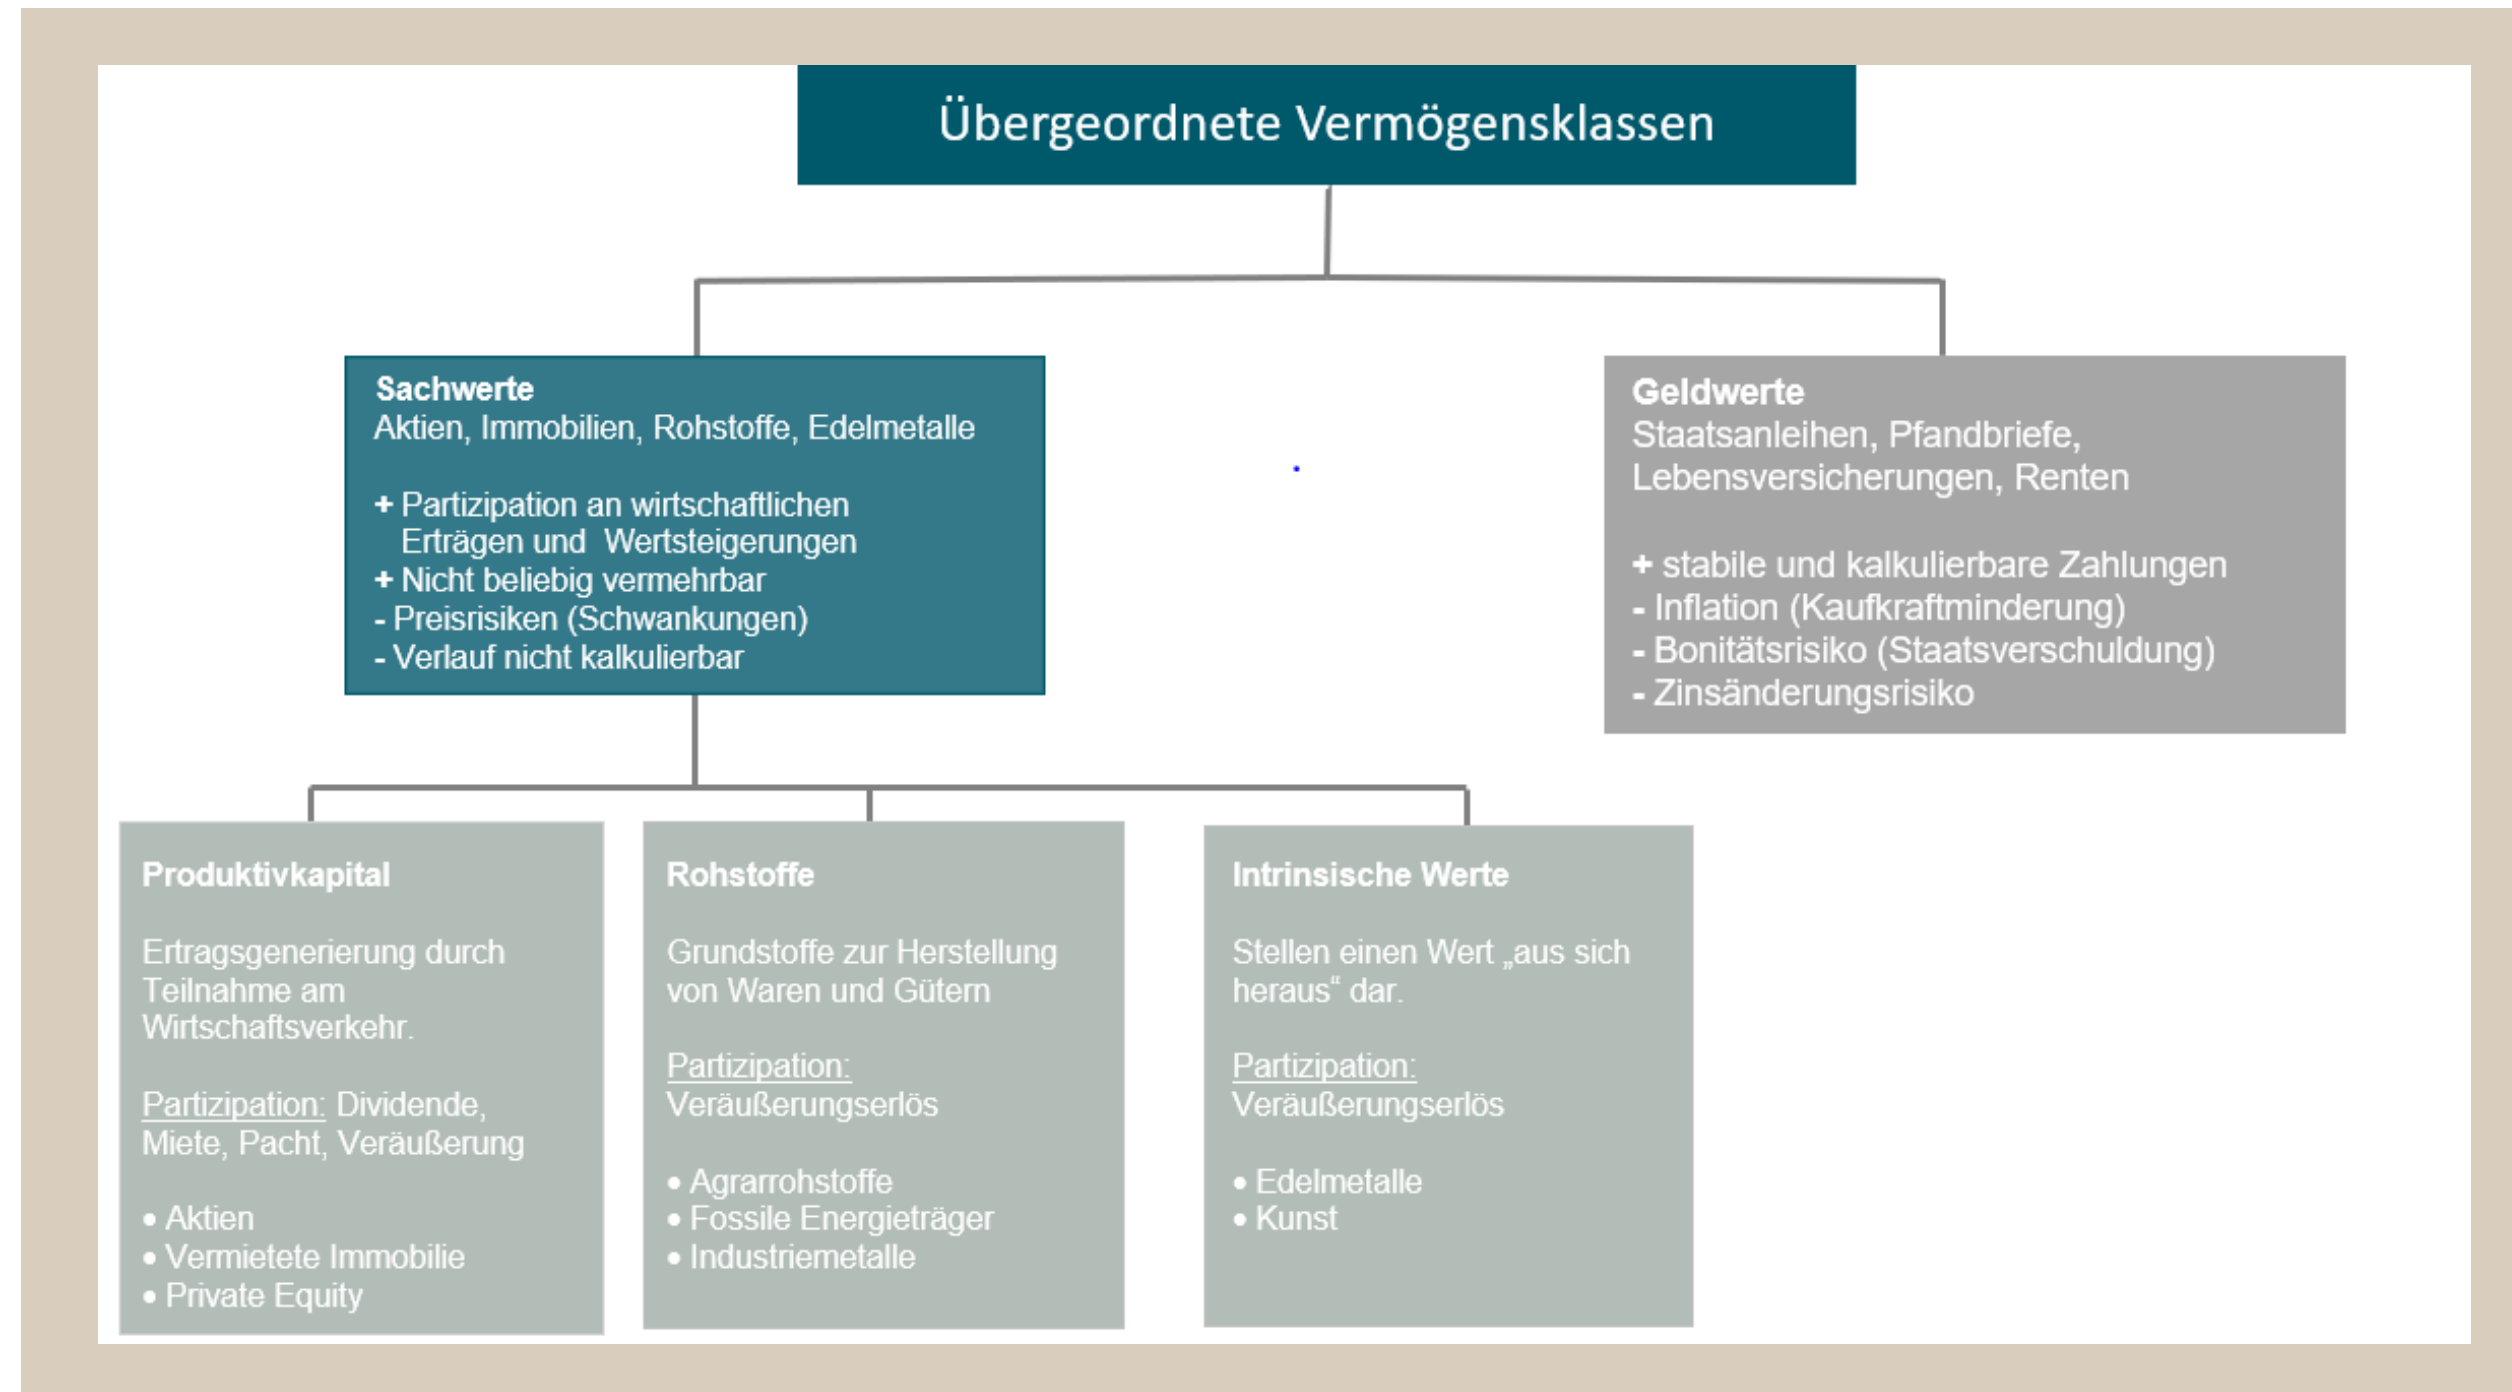 Übergeordnete Vermögensklassen
Sachwerte
Aktien, Immobilien, Rohstoffe, Edelmetalle
+ Partizipation an wirtschaftlichen
Erträgen und Wertsteigerungen
+ Nicht beliebig vermehrbar
- Preisrisiken (Schwankungen)
- Verlauf nicht kalkulierbar
Geldwerte
Staatsanleihen, Pfandbriefe,
Lebensversicherungen, Renten
+ stabile und kalkulierbare Zahlungen
- Inflation (Kaufkraftminderung)
- Bonitätsrisiko (Staatsverschuldung)
- Zinsänderungsrisiko
Produktivkapital
Ertragsgenerierung durch
Teilnahme am
Wirtschaftsverkehr.
Partizipation: Dividende,
Miete, Pacht, Veräußerung
• Aktien
• Vermietete Immobilie
• Private Equity
Rohstoffe
Grundstoffe zur Herstellung
von Waren und Gütern
Partizipation:
Veräußerungserlös
• Agrarrohstoffe
• Fossile Energieträger
• Industriemetalle
Intrinsische Werte
Stellen einen Wert „aus sich
heraus“ dar.
Partizipation:
Veräußerungserlös
• Edelmetalle
• Kunst